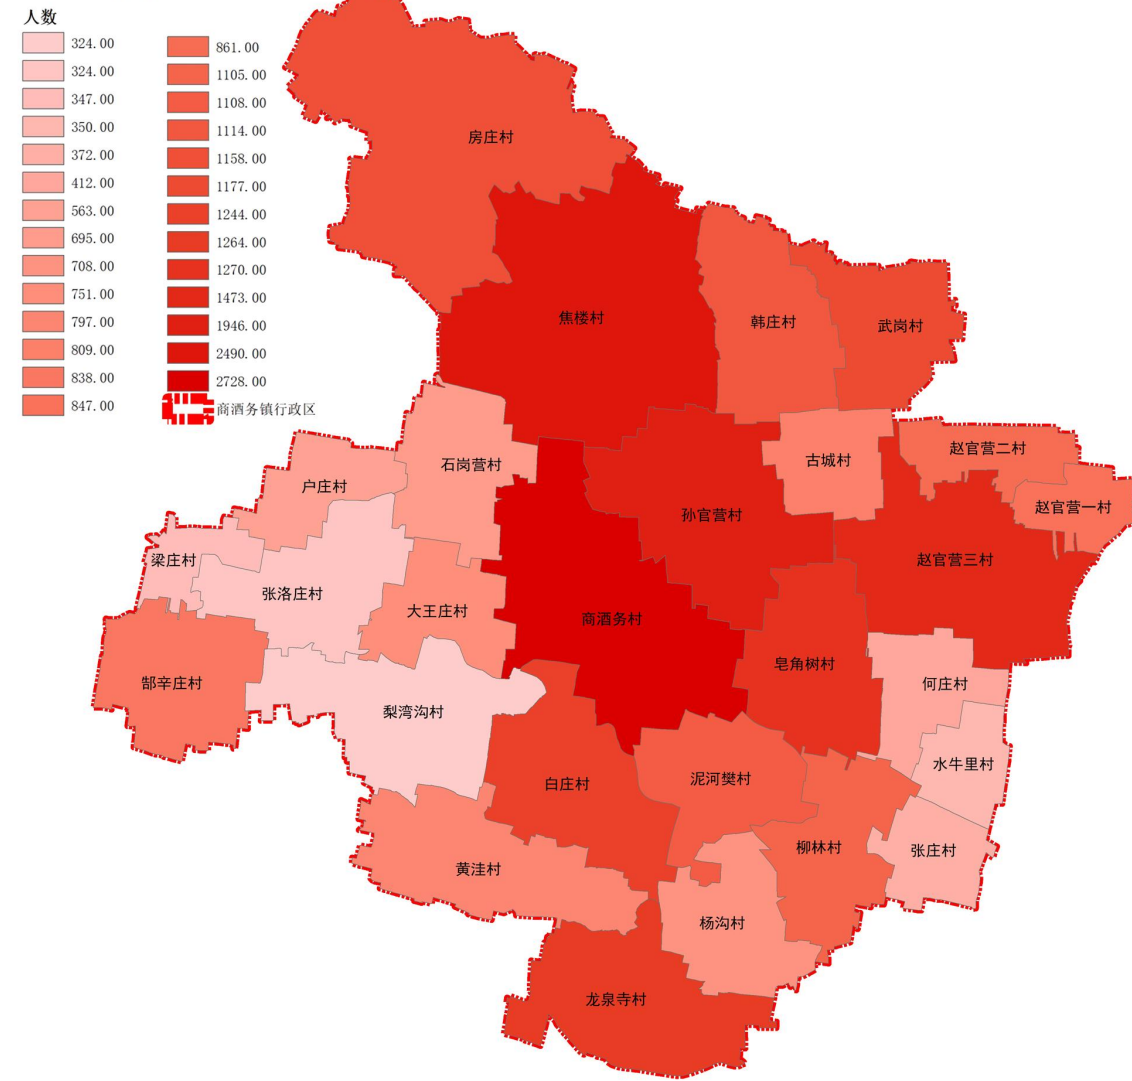 人数
324.00
324.00
347.00
350.00
372.00
412.00
563.00
695.00
708.00
751.00
797.00
809.00
838.00
847.00
861.00
1105.00
1108.00
1114.00
1158.00
1177.00
1244.00
1264.00
1270.00
1473.00
1946.00
2490.00
2728.00
商酒务镇行政区
房庄村
焦楼村
韩庄村
武岗村
石岗营村
古城村
赵官营二村
户庄村
孙官营村
赵官营一村
梁庄村
赵官营三村
张洛庄村
大王庄村
商酒务村
郜辛庄村
皂角树村
何庄村
梨湾沟村
水牛里村
白庄村
泥河樊村
柳林村
张庄村
黄洼村
杨沟村
龙泉寺村